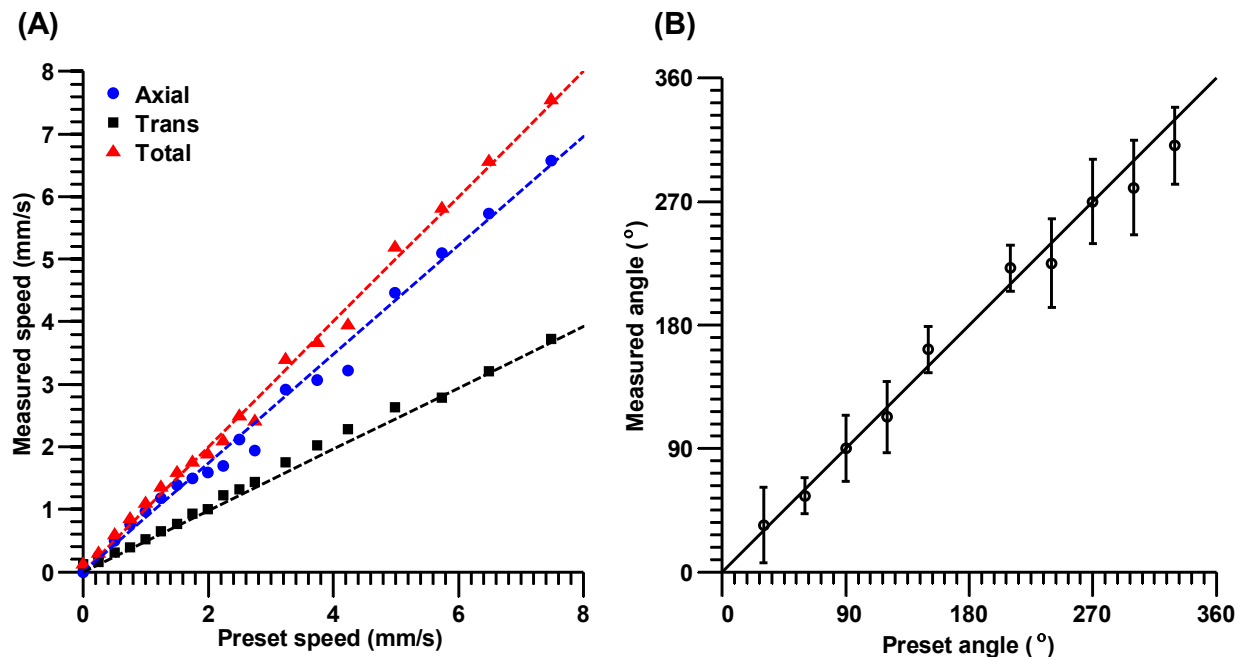 (A)
8
7
6
5
4
3
2
1
0
Measured speed (mm/s)
Axial
Trans
Total
0 2 4 6 8
Preset speed (mm/s)
(B)
360
270
180
90
0
Measured angle (°)
0 90 180 270 360
Preset angle (°)